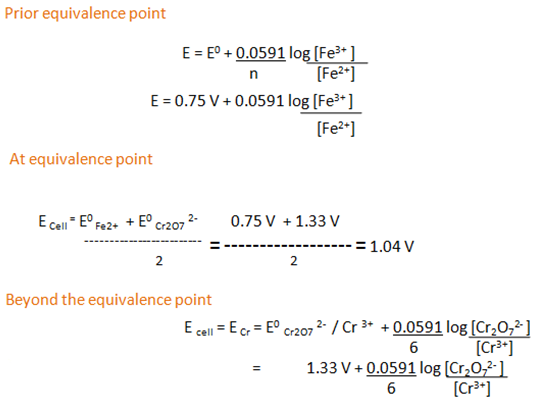 Prior equivalence point
E = E⁰ + 0.0591 log [Fe³⁺ ]
n [Fe²⁺]
E = 0.75 V + 0.0591 log [Fe³⁺]
[Fe²⁺]
At equivalence point
E Cell = E⁰ Fe2+ + E⁰ Cr2O7 ²⁻ 0.75 V + 1.33 V
---------------------------- = ------------------- = 1.04 V
2 2
Beyond the equivalence point
E cell = E Cr = E⁰ Cr2O7 ²⁻ / Cr ³⁺ + 0.0591 log [Cr₂O₇²⁻]
6 [Cr³⁺]
= 1.33 V + 0.0591 log [Cr₂O₇²⁻]
6 [Cr³⁺]